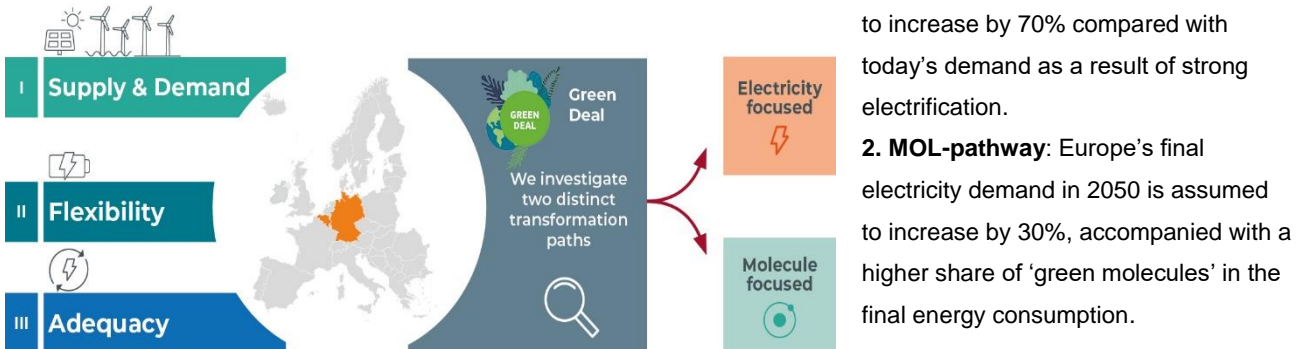 I Supply & Demand
II Flexibility
III Adequacy
GREEN
DEAL
Green
Deal
We investigate
two distinct
transformation
paths
Electricity
focused
Molecule
focused
to increase by 70% compared with
today’s demand as a result of strong
electrification.
2. MOL-pathway: Europe’s final
electricity demand in 2050 is assumed
to increase by 30%, accompanied with a
higher share of ‘green molecules’ in the
final energy consumption.